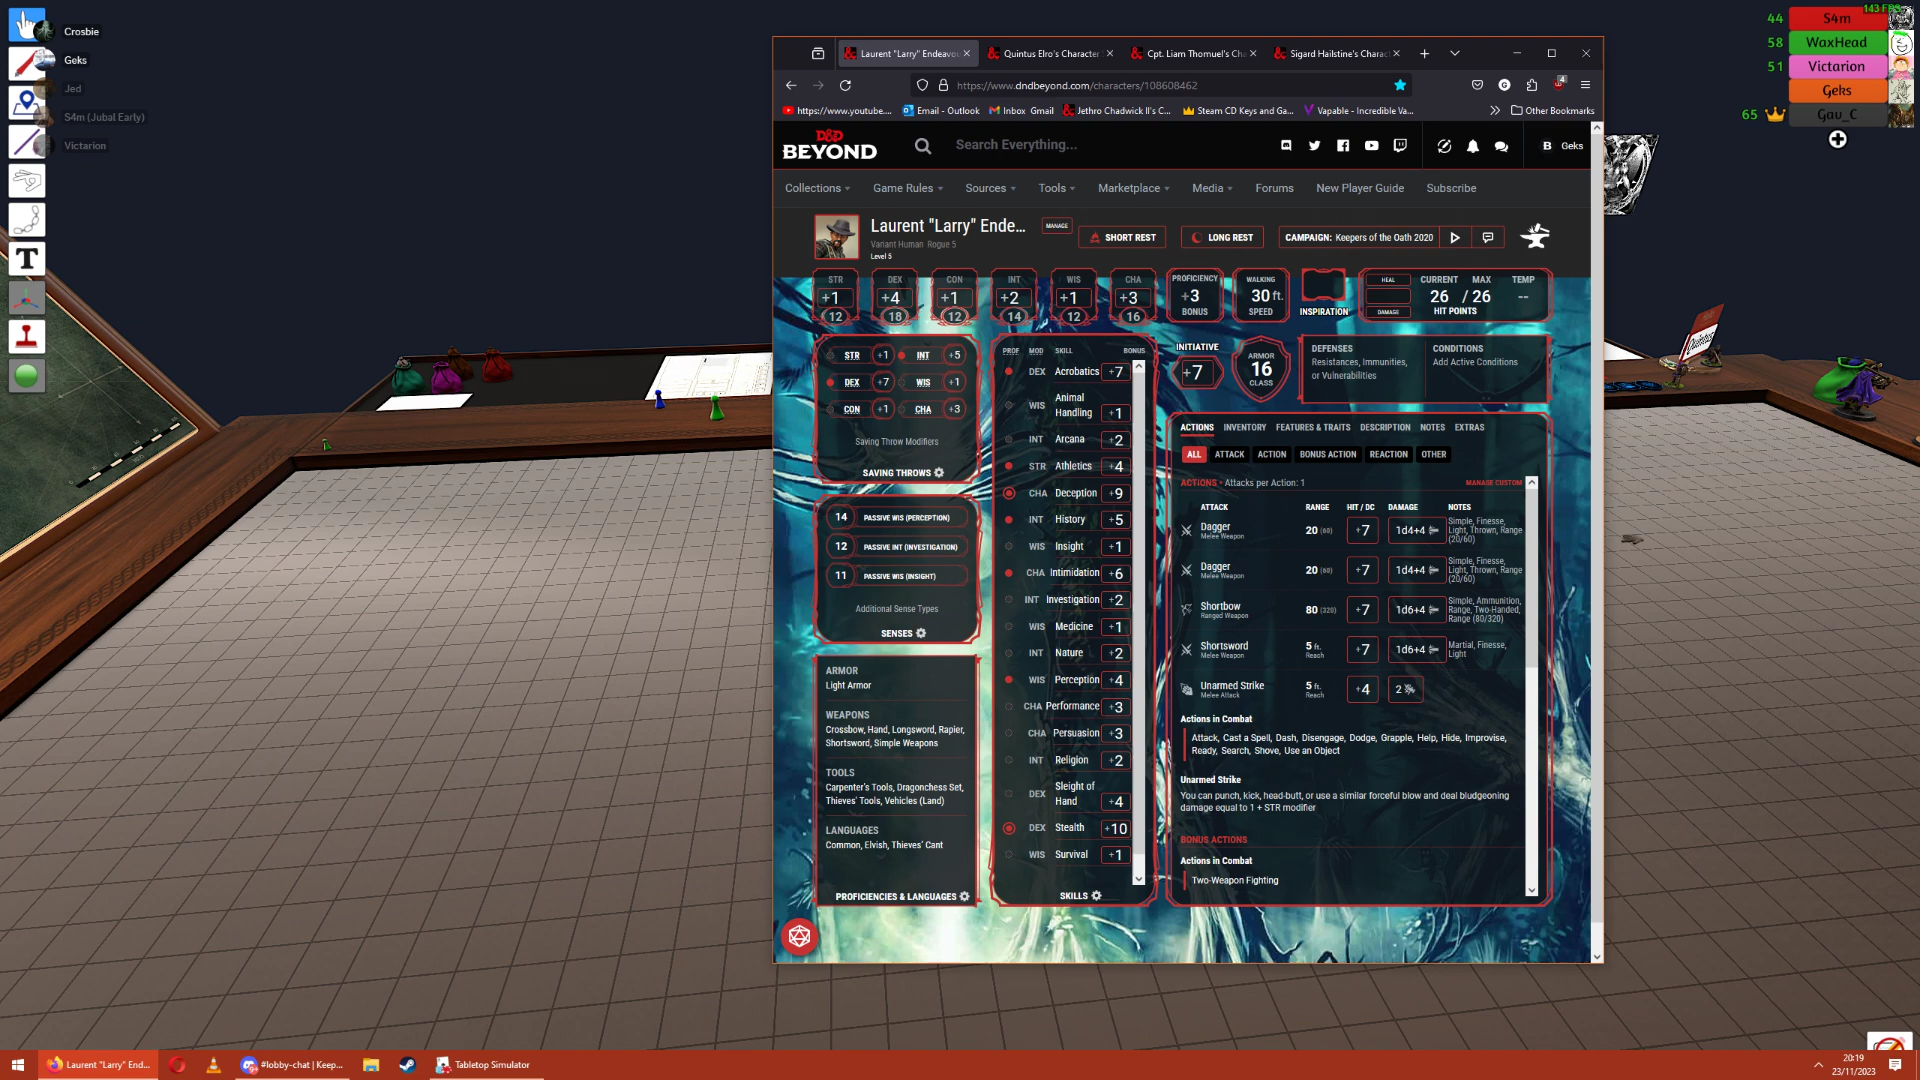 Crosbie
Geks
Jed
S4m (Jubal Early)
Victarion
T
143 FPS
44 S4m
58 WaxHead
51 Victarion
Geks
65 Gav_C
Laurent "Larry" Endeavou
Quintus Elro's Character
Cpt. Liam Thomuel's Cha
Sigard Hailstine's Charac
https://www.dndbeyond.com/characters/108608462
4
https://www.youtube....
Email - Outlook
Inbox Gmail
Jethro Chadwick II's C...
Steam CD Keys and Ga...
Vapable - Incredible Va...
Other Bookmarks
D&D
BEYOND
Search Everything...
B Geks
Collections
Game Rules
Sources
Tools
Marketplace
Media
Forums
New Player Guide
Subscribe
Laurent "Larry" Ende...
MANAGE
Variant Human Rogue 5
Level 5
SHORT REST
LONG REST
CAMPAIGN: Keepers of the Oath 2020
STR +1 12
DEX +4 18
CON +1 12
INT +2 14
WIS +1 12
CHA +3 16
PROFICIENCY +3 BONUS
WALKING 30 ft. SPEED
INSPIRATION
HEAL
DAMAGE
CURRENT MAX TEMP
26 / 26 --
HIT POINTS
STR +1 INT +5
DEX +7 WIS +1
CON +1 CHA +3
Saving Throw Modifiers
SAVING THROWS
14 PASSIVE WIS (PERCEPTION)
12 PASSIVE INT (INVESTIGATION)
11 PASSIVE WIS (INSIGHT)
Additional Sense Types
SENSES
ARMOR
Light Armor
WEAPONS
Crossbow, Hand, Longsword, Rapier,
Shortsword, Simple Weapons
TOOLS
Carpenter's Tools, Dragonchess Set,
Thieves' Tools, Vehicles (Land)
LANGUAGES
Common, Elvish, Thieves' Cant
PROFICIENCIES & LANGUAGES
PROF MOD SKILL BONUS
DEX Acrobatics +7
WIS Animal Handling +1
INT Arcana +2
STR Athletics +4
CHA Deception +9
INT History +5
WIS Insight +1
CHA Intimidation +6
INT Investigation +2
WIS Medicine +1
INT Nature +2
WIS Perception +4
CHA Performance +3
CHA Persuasion +3
INT Religion +2
DEX Sleight of Hand +4
DEX Stealth +10
WIS Survival +1
SKILLS
INITIATIVE
+7
ARMOR
16
CLASS
DEFENSES
Resistances, Immunities,
or Vulnerabilities
CONDITIONS
Add Active Conditions
ACTIONS
INVENTORY
FEATURES & TRAITS
DESCRIPTION
NOTES
EXTRAS
ALL
ATTACK
ACTION
BONUS ACTION
REACTION
OTHER
ACTIONS • Attacks per Action: 1
MANAGE CUSTOM
ATTACK RANGE HIT / DC DAMAGE NOTES
Dagger
Melee Weapon
20 (60) +7 1d4+4
Simple, Finesse,
Light, Thrown, Range
(20/60)
Dagger
Melee Weapon
20 (60) +7 1d4+4
Simple, Finesse,
Light, Thrown, Range
(20/60)
Shortbow
Ranged Weapon
80 (320) +7 1d6+4
Simple, Ammunition,
Range, Two-Handed,
Range (80/320)
Shortsword
Melee Weapon
5 ft.
Reach
+7 1d6+4
Martial, Finesse,
Light
Unarmed Strike
Melee Attack
5 ft.
Reach
+4 2
Actions in Combat
Attack, Cast a Spell, Dash, Disengage, Dodge, Grapple, Help, Hide, Improvise,
Ready, Search, Shove, Use an Object
Unarmed Strike
You can punch, kick, head-butt, or use a similar forceful blow and deal bludgeoning
damage equal to 1 + STR modifier
BONUS ACTIONS
Actions in Combat
Two-Weapon Fighting
Laurent "Larry" End...
#lobby-chat | Keep...
Tabletop Simulator
20:19
23/11/2023